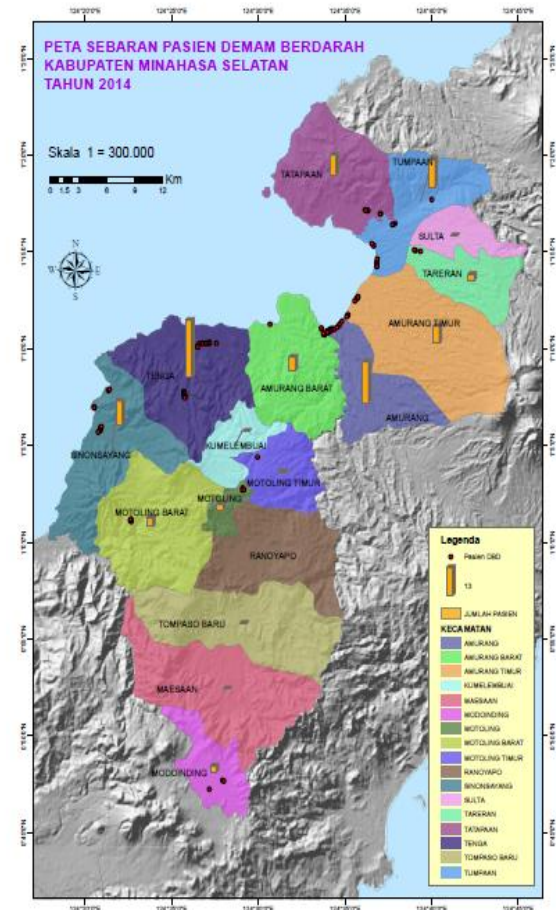 PETA SEBARAN PASIEN DEMAM BERDARAH
KABUPATEN MINAHASA SELATAN
TAHUN 2014
Skala 1 = 300.000
0 1.5 3 6 9 12 Km
N
W E
S
TATAPAAN
TUMPAAN
SULTA
TARERAN
AMURANG TIMUR
TENGA
AMURANG BARAT
AMURANG
SINONSAYANG
KUMELEMBUAI
MOTOLING TIMUR
MOTOLING
MOTOLING BARAT
RANOYAPO
TOMPASO BARU
MAESAAN
MODOINDING
Legenda
Pasien DBD
13
JUMLAH PASIEN
KECAMATAN
AMURANG
AMURANG BARAT
AMURANG TIMUR
KUMELEMBUAI
MAESAAN
MODOINDING
MOTOLING
MOTOLING BARAT
MOTOLING TIMUR
RANOYAPO
SINONSAYANG
SULTA
TARERAN
TATAPAAN
TENGA
TOMPASO BARU
TUMPAAN